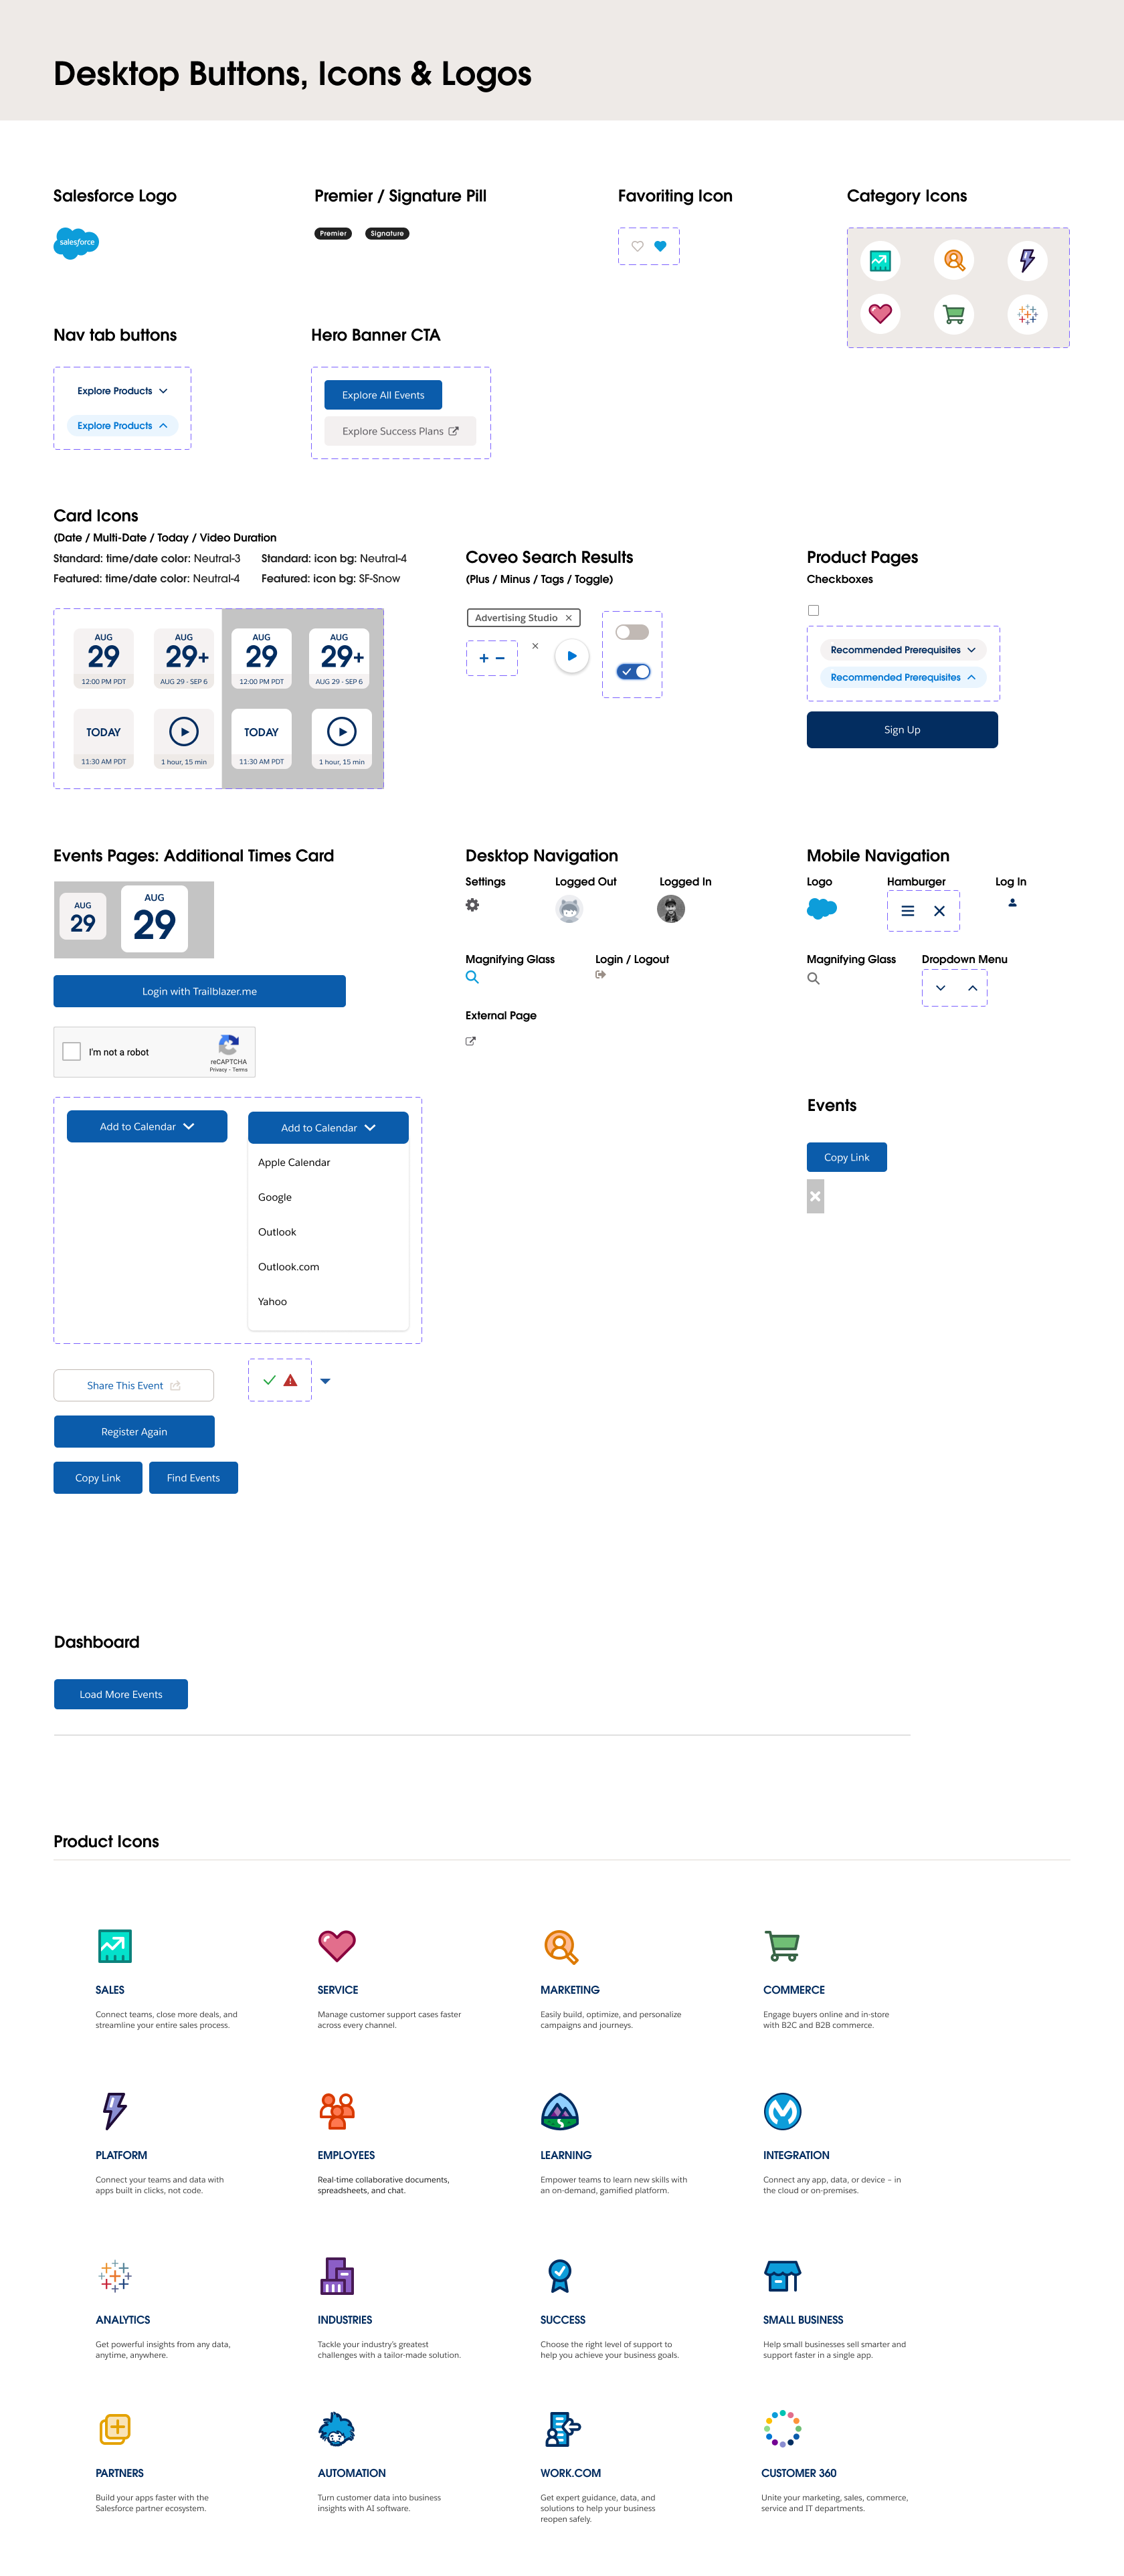 Desktop Buttons, Icons & Logos
Salesforce Logo
salesforce
Premier / Signature Pill
Premier
Signature
Favoriting Icon
Category Icons
Nav tab buttons
Explore Products
Explore Products
Hero Banner CTA
Explore All Events
Explore Success Plans
Card Icons
(Date / Multi-Date / Today / Video Duration
Standard: time/date color: Neutral-3
Standard: icon bg: Neutral-4
Featured: time/date color: Neutral-4
Featured: icon bg: SF-Snow
AUG
29
12:00 PM PDT
AUG
29+
AUG 29 - SEP 6
AUG
29
12:00 PM PDT
AUG
29+
AUG 29 - SEP 6
TODAY
11:30 AM PDT
1 hour, 15 min
TODAY
11:30 AM PDT
1 hour, 15 min
Coveo Search Results
(Plus / Minus / Tags / Toggle)
Advertising Studio
Product Pages
Checkboxes
Recommended Prerequisites
Recommended Prerequisites
Sign Up
Events Pages: Additional Times Card
AUG
29
AUG
29
Login with Trailblazer.me
I'm not a robot
reCAPTCHA
Privacy - Terms
Add to Calendar
Add to Calendar
Apple Calendar
Google
Outlook
Outlook.com
Yahoo
Share This Event
Register Again
Copy Link
Find Events
Desktop Navigation
Settings
Logged Out
Logged In
Magnifying Glass
Login / Logout
External Page
Mobile Navigation
Logo
Hamburger
Log In
Magnifying Glass
Dropdown Menu
Events
Copy Link
Dashboard
Load More Events
Product Icons
SALES
Connect teams, close more deals, and
streamline your entire sales process.
SERVICE
Manage customer support cases faster
across every channel.
MARKETING
Easily build, optimize, and personalize
campaigns and journeys.
COMMERCE
Engage buyers online and in-store
with B2C and B2B commerce.
PLATFORM
Connect your teams and data with
apps built in clicks, not code.
EMPLOYEES
Real-time collaborative documents,
spreadsheets, and chat.
LEARNING
Empower teams to learn new skills with
an on-demand, gamified platform.
INTEGRATION
Connect any app, data, or device – in
the cloud or on-premises.
ANALYTICS
Get powerful insights from any data,
anytime, anywhere.
INDUSTRIES
Tackle your industry's greatest
challenges with a tailor-made solution.
SUCCESS
Choose the right level of support to
help you achieve your business goals.
SMALL BUSINESS
Help small businesses sell smarter and
support faster in a single app.
PARTNERS
Build your apps faster with the
Salesforce partner ecosystem.
AUTOMATION
Turn customer data into business
insights with AI software.
WORK.COM
Get expert guidance, data, and
solutions to help your business
reopen safely.
CUSTOMER 360
Unite your marketing, sales, commerce,
service and IT departments.